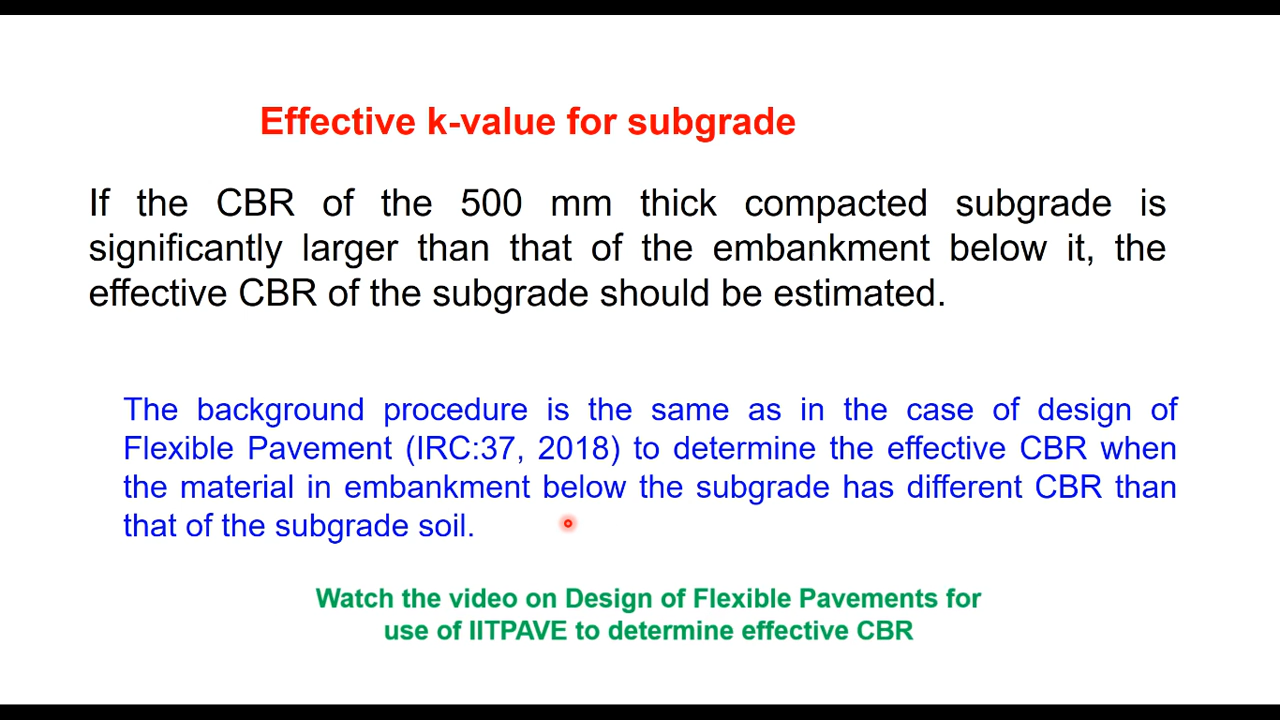 Effective k-value for subgrade
If the CBR of the 500 mm thick compacted subgrade is
significantly larger than that of the embankment below it, the
effective CBR of the subgrade should be estimated.
The background procedure is the same as in the case of design of
Flexible Pavement (IRC:37, 2018) to determine the effective CBR when
the material in embankment below the subgrade has different CBR than
that of the subgrade soil.
Watch the video on Design of Flexible Pavements for
use of IITPAVE to determine effective CBR